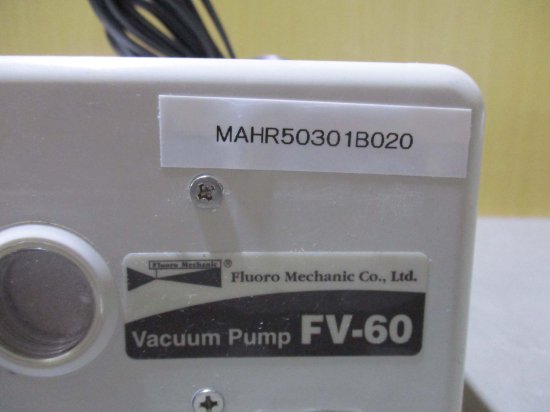 MAHR50301B020
Fluoro Mechanic ®
Fluoro Mechanic Co., Ltd.
Vacuum Pump FV-60